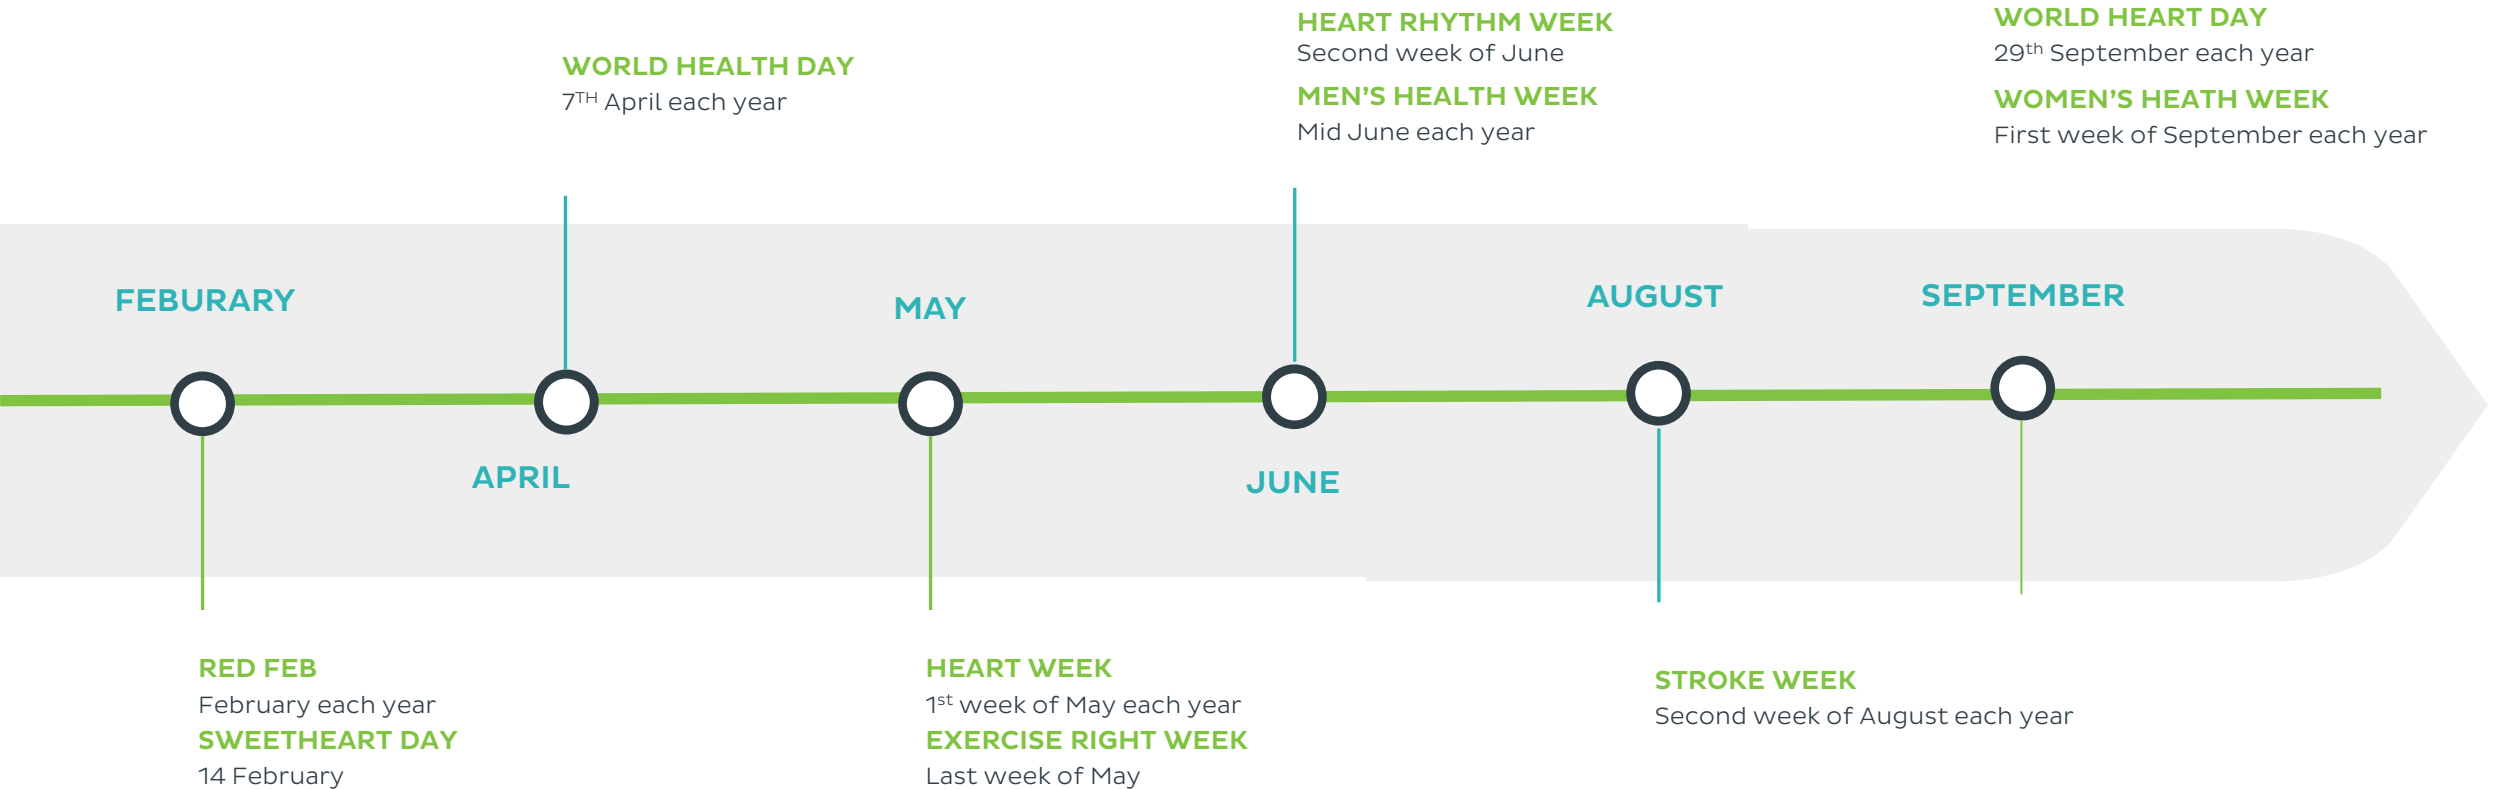 FEBURARY
RED FEB
February each year
SWEETHEART DAY
14 February
WORLD HEALTH DAY
7TH April each year
APRIL
MAY
HEART WEEK
1st week of May each year
EXERCISE RIGHT WEEK
Last week of May
HEART RHYTHM WEEK
Second week of June
MEN’S HEALTH WEEK
Mid June each year
JUNE
AUGUST
STROKE WEEK
Second week of August each year
WORLD HEART DAY
29th September each year
WOMEN’S HEATH WEEK
First week of September each year
SEPTEMBER